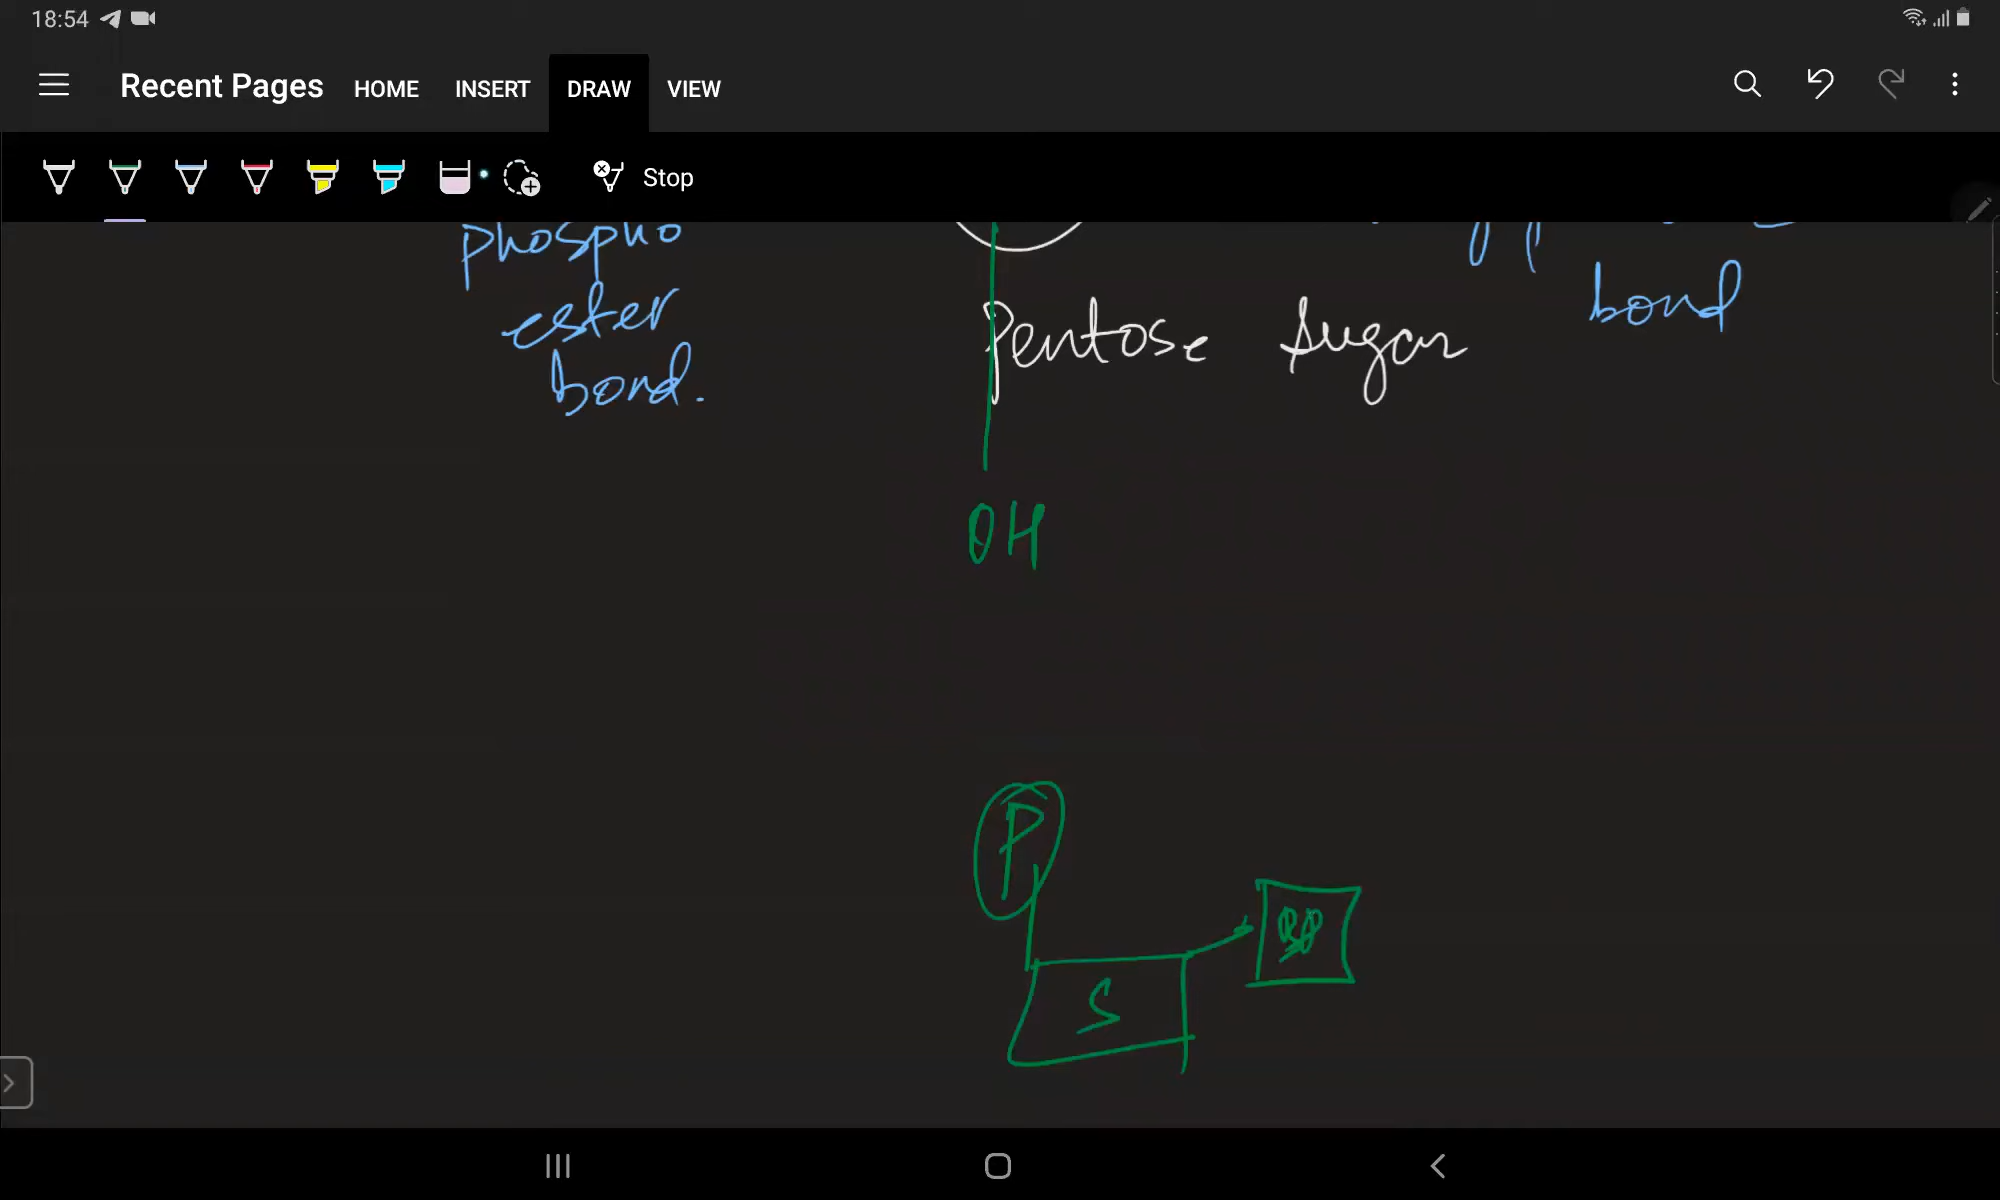 18:54
Recent Pages HOME INSERT DRAW VIEW
Stop
phospho
ester
bond.
Pentose Sugar
bond
OH
P
S